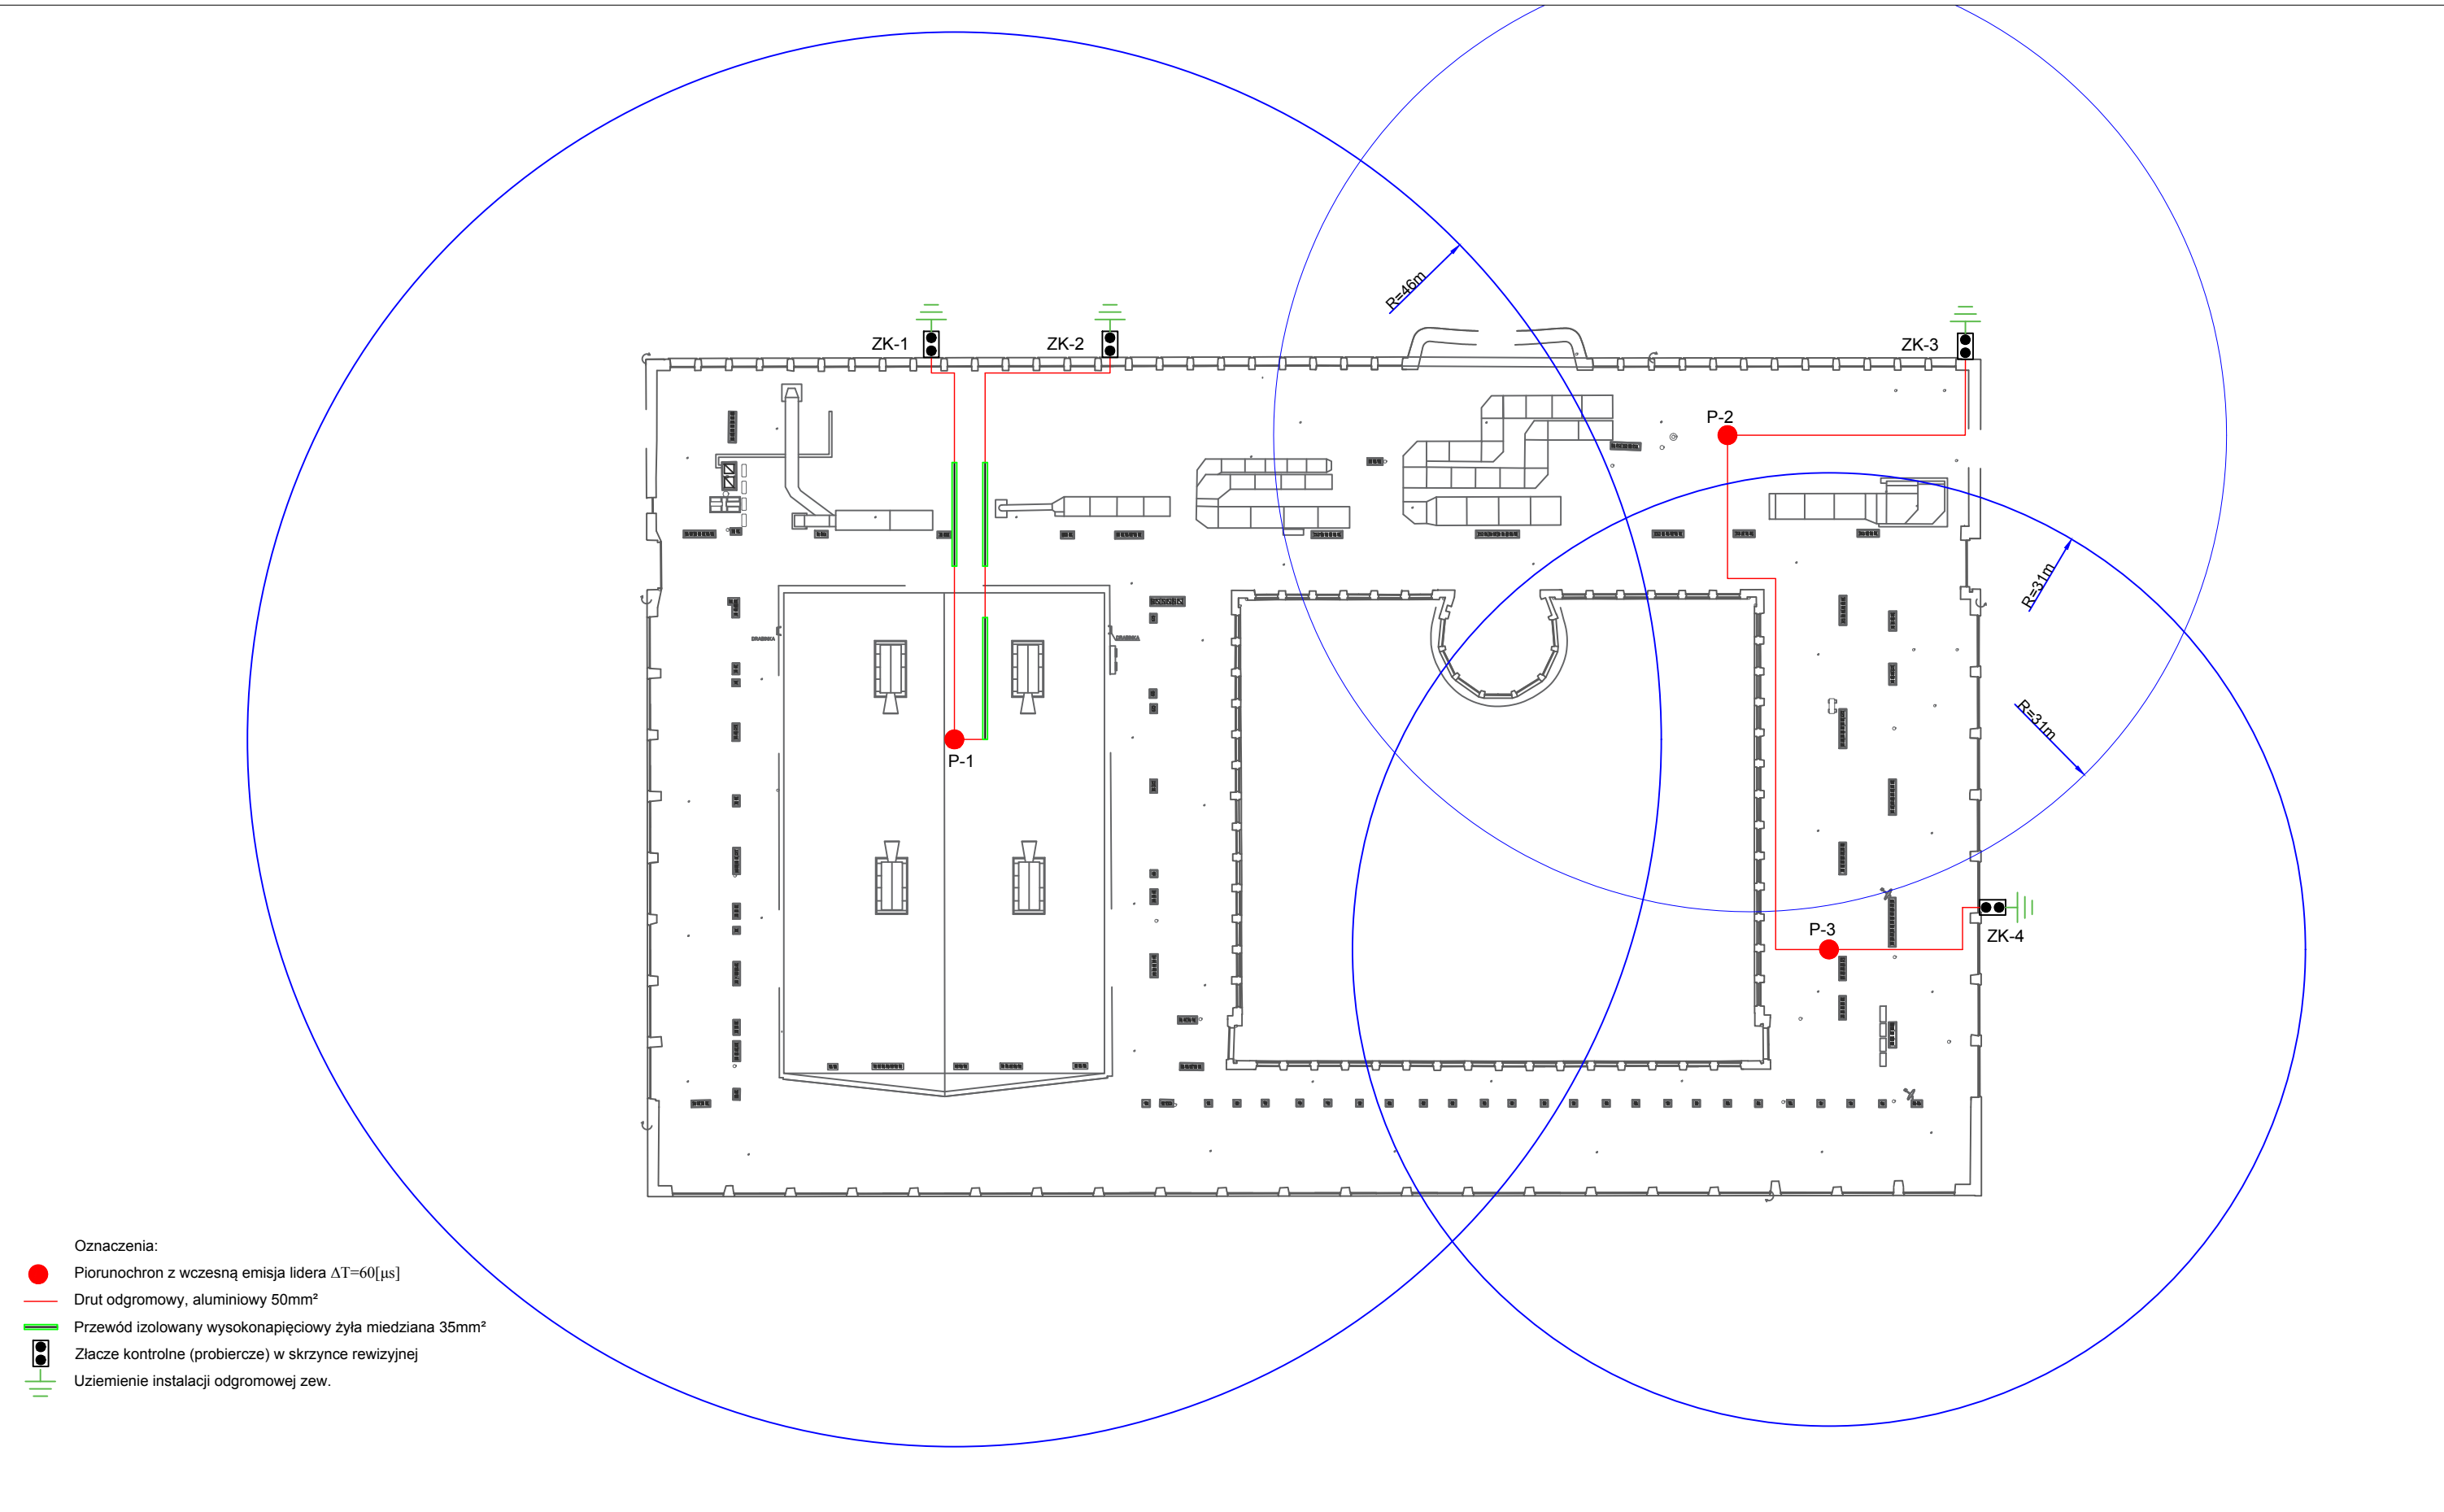 R=46m
ZK-1
ZK-2
ZK-3
P-2
R=31m
DRABINKA
DRABINKA
R=31m
P-1
P-3
ZK-4
Oznaczenia:
Piorunochron z wczesną emisja lidera ΔT=60[μs]
Drut odgromowy, aluminiowy 50mm²
Przewód izolowany wysokonapięciowy żyła miedziana 35mm²
Złacze kontrolne (probiercze) w skrzynce rewizyjnej
Uziemienie instalacji odgromowej zew.